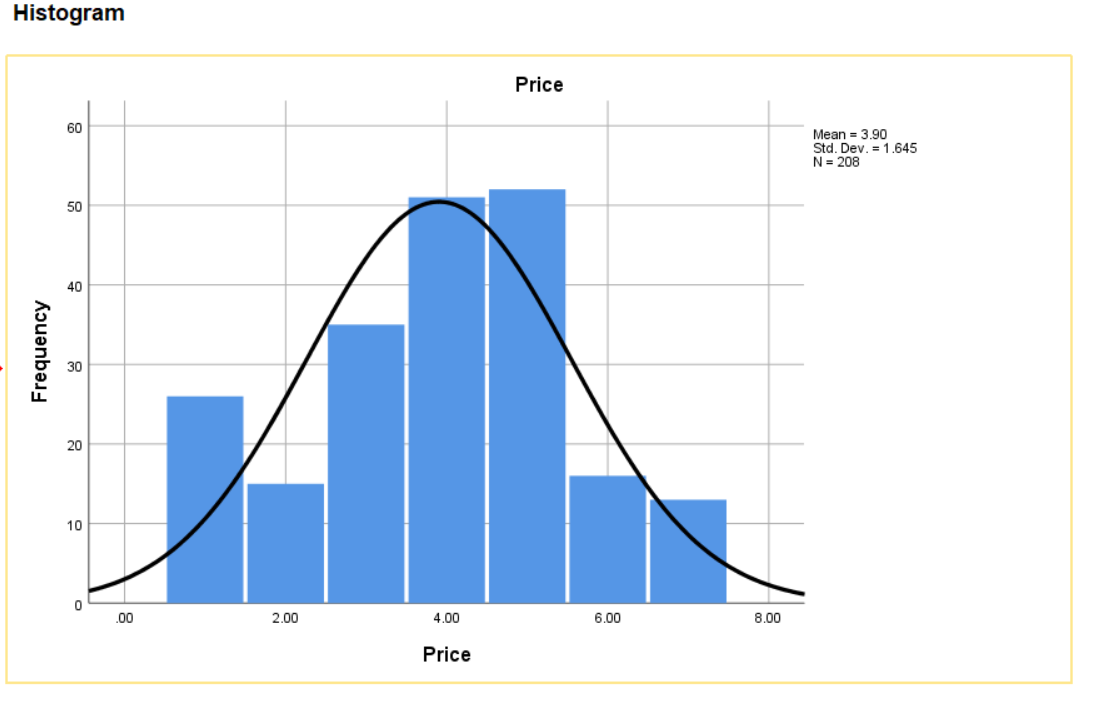 Histogram
Price
Mean = 3.90
Std. Dev. = 1.645
N = 208
60
50
40
30
20
10
0
Frequency
.00 2.00 4.00 6.00 8.00
Price